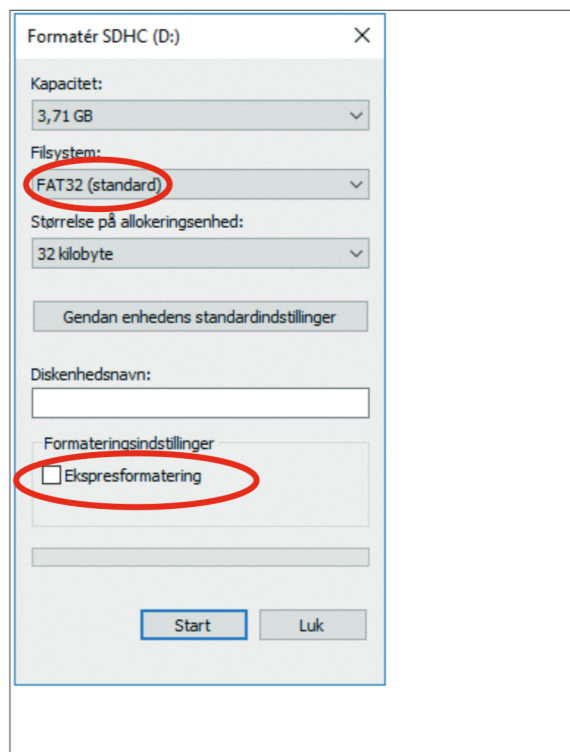 Formatér SDHC (D:)
Kapacitet:
3,71 GB
Filsystem:
FAT32 (standard)
Størrelse på allokeringsenhed:
32 kilobyte
Gendan enhedens standardindstillinger
Diskenhedsnavn:
Formateringsindstillinger
Ekspresformatering
Start
Luk